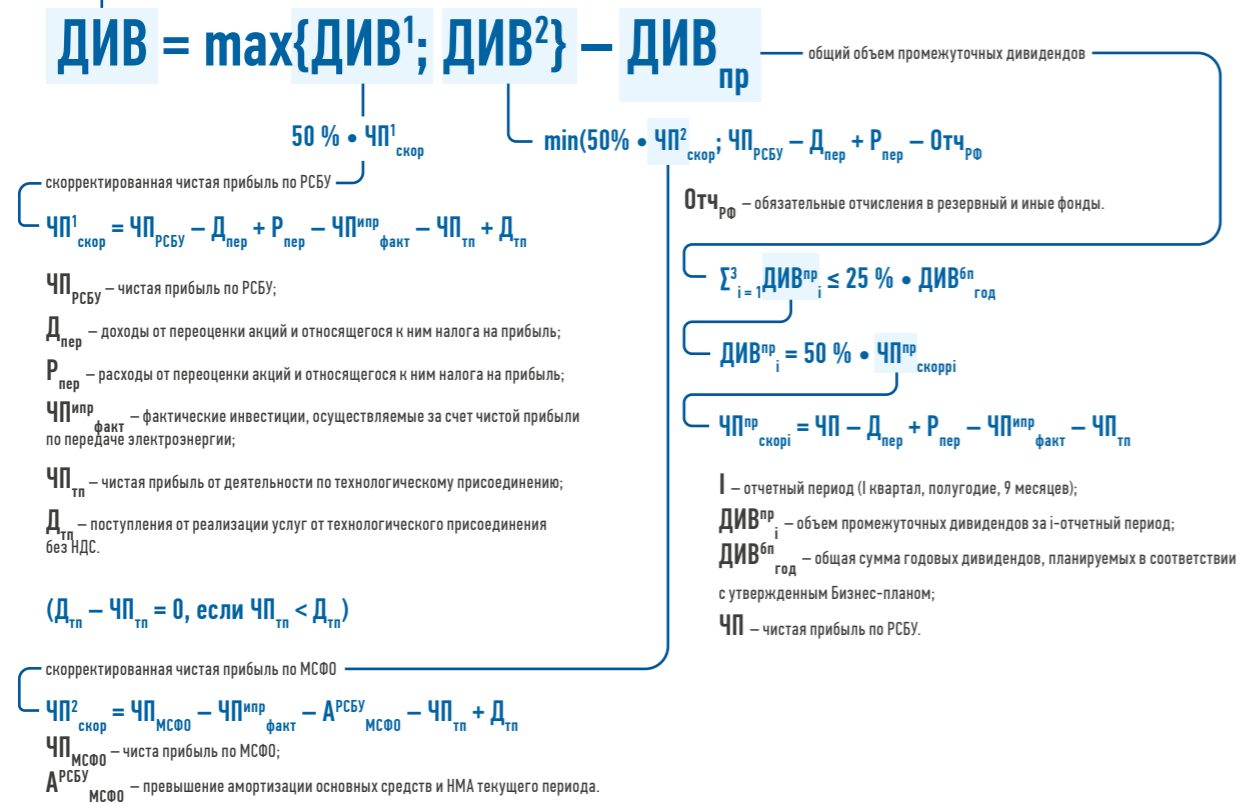 ДИВ = max{ДИВ¹; ДИВ²} – ДИВпр
общий объем промежуточных дивидендов
50 % • ЧП¹скор
min(50% • ЧП²скор; ЧПРСБУ – Дпер + Рпер – ОтчРФ
скорректированная чистая прибыль по РСБУ
ЧП¹скор = ЧПРСБУ – Дпер + Рпер – ЧПипрфакт – ЧПтп + Дтп
ЧПРСБУ – чистая прибыль по РСБУ;
Дпер – доходы от переоценки акций и относящегося к ним налога на прибыль;
Рпер – расходы от переоценки акций и относящегося к ним налога на прибыль;
ЧПипрфакт – фактические инвестиции, осуществляемые за счет чистой прибыли
по передаче электроэнергии;
ЧПтп – чистая прибыль от деятельности по технологическому присоединению;
Дтп – поступления от реализации услуг от технологического присоединения
без НДС.
(Дтп – ЧПтп = 0, если ЧПтп < Дтп)
скорректированная чистая прибыль по МСФО
ЧП²скор = ЧПМСФО – ЧПипрфакт – АРСБУМСФО – ЧПтп + Дтп
ЧПМСФО – чиста прибыль по МСФО;
АРСБУМСФО – превышение амортизации основных средств и НМА текущего периода.
ОтчРФ – обязательные отчисления в резервный и иные фонды.
Σ³i = 1ДИВпрi ≤ 25 % • ДИВбпгод
ДИВпрi = 50 % • ЧПпрскоррi
ЧПпрскорi = ЧП – Дпер + Рпер – ЧПипрфакт – ЧПтп
I – отчетный период (I квартал, полугодие, 9 месяцев);
ДИВпрi – объем промежуточных дивидендов за i-отчетный период;
ДИВбпгод – общая сумма годовых дивидендов, планируемых в соответствии
с утвержденным Бизнес-планом;
ЧП – чистая прибыль по РСБУ.